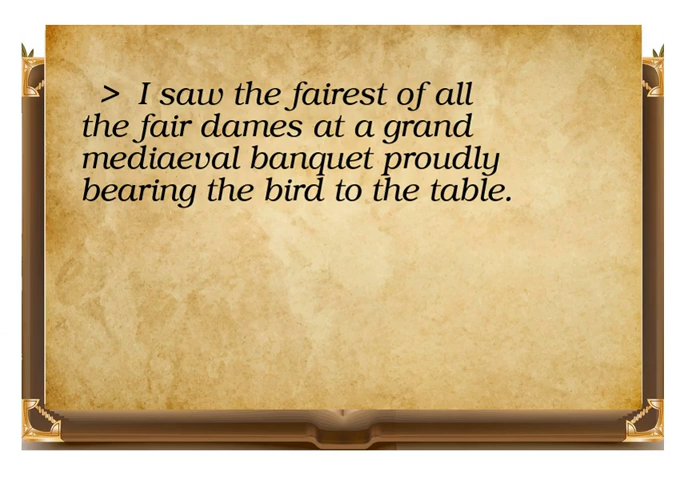 > I saw the fairest of all
the fair dames at a grand
mediaeval banquet proudly
bearing the bird to the table.